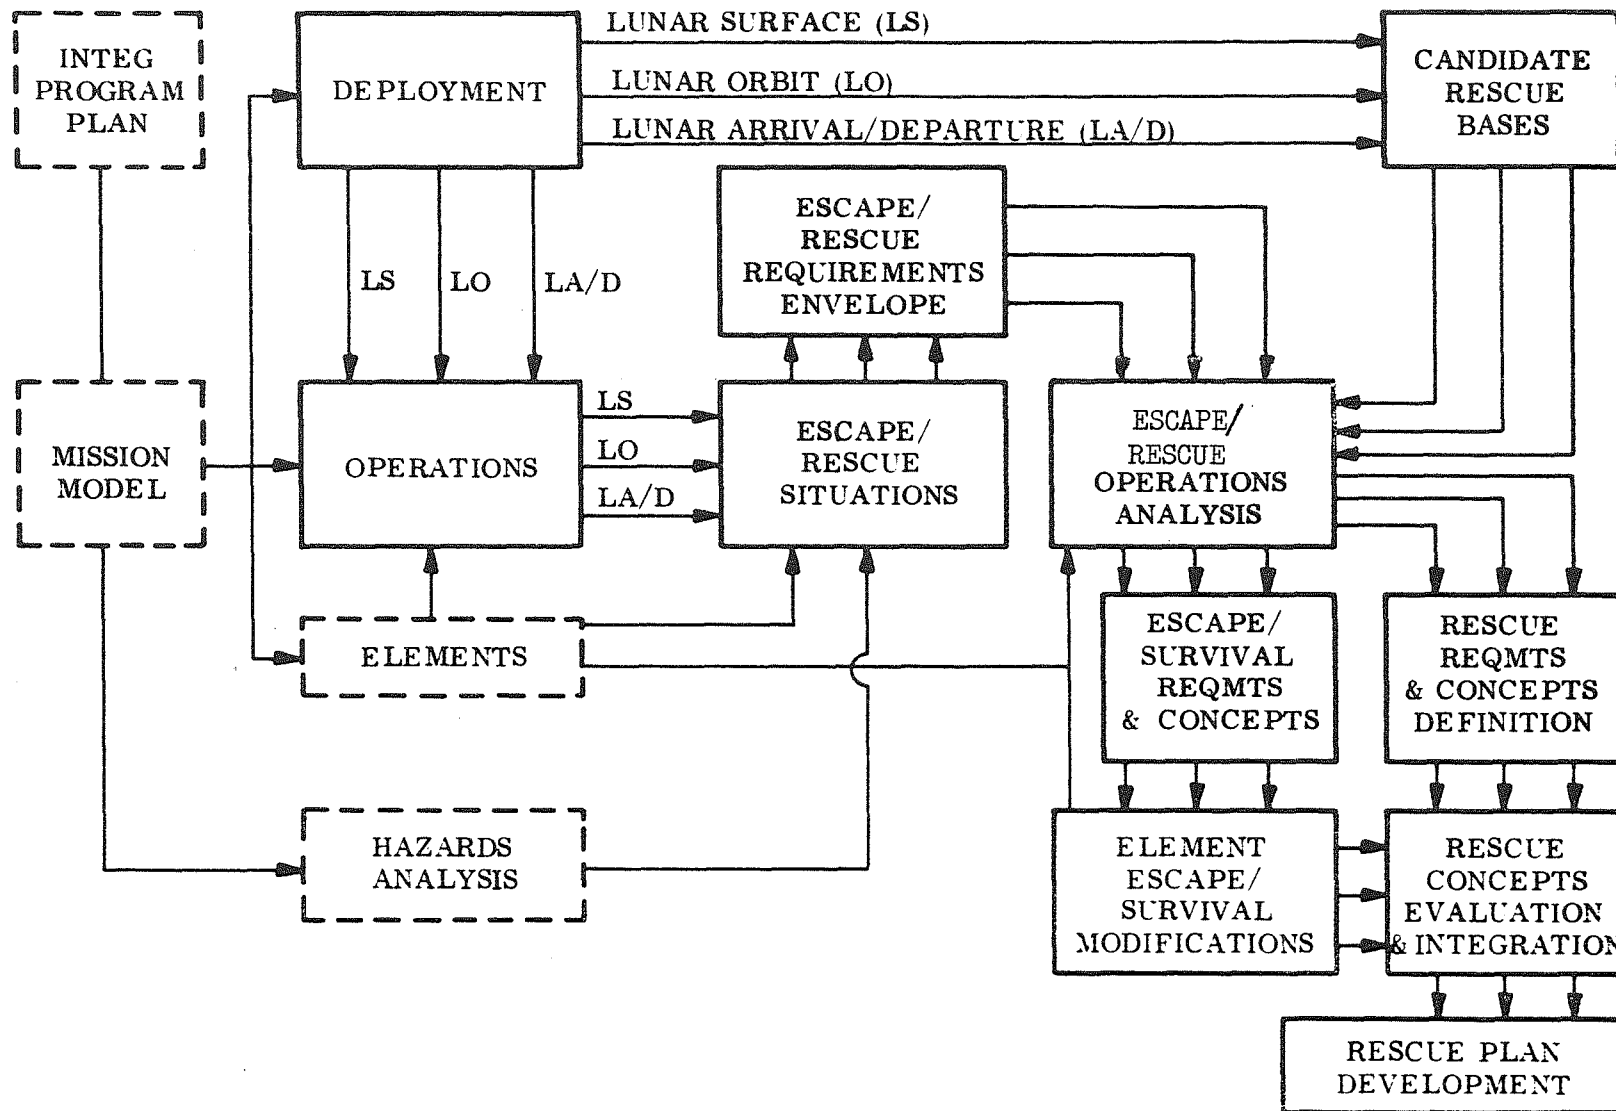 INTEG
PROGRAM
PLAN
DEPLOYMENT
LUNAR SURFACE (LS)
LUNAR ORBIT (LO)
LUNAR ARRIVAL/DEPARTURE (LA/D)
CANDIDATE
RESCUE
BASES
LS
LO
LA/D
ESCAPE/
RESCUE
REQUIREMENTS
ENVELOPE
MISSION
MODEL
OPERATIONS
LS
LO
LA/D
ESCAPE/
RESCUE
SITUATIONS
ESCAPE/
RESCUE
OPERATIONS
ANALYSIS
ELEMENTS
ESCAPE/
SURVIVAL
REQMTS
& CONCEPTS
RESCUE
REQMTS
& CONCEPTS
DEFINITION
HAZARDS
ANALYSIS
ELEMENT
ESCAPE/
SURVIVAL
MODIFICATIONS
RESCUE
CONCEPTS
EVALUATION
& INTEGRATION
RESCUE PLAN
DEVELOPMENT